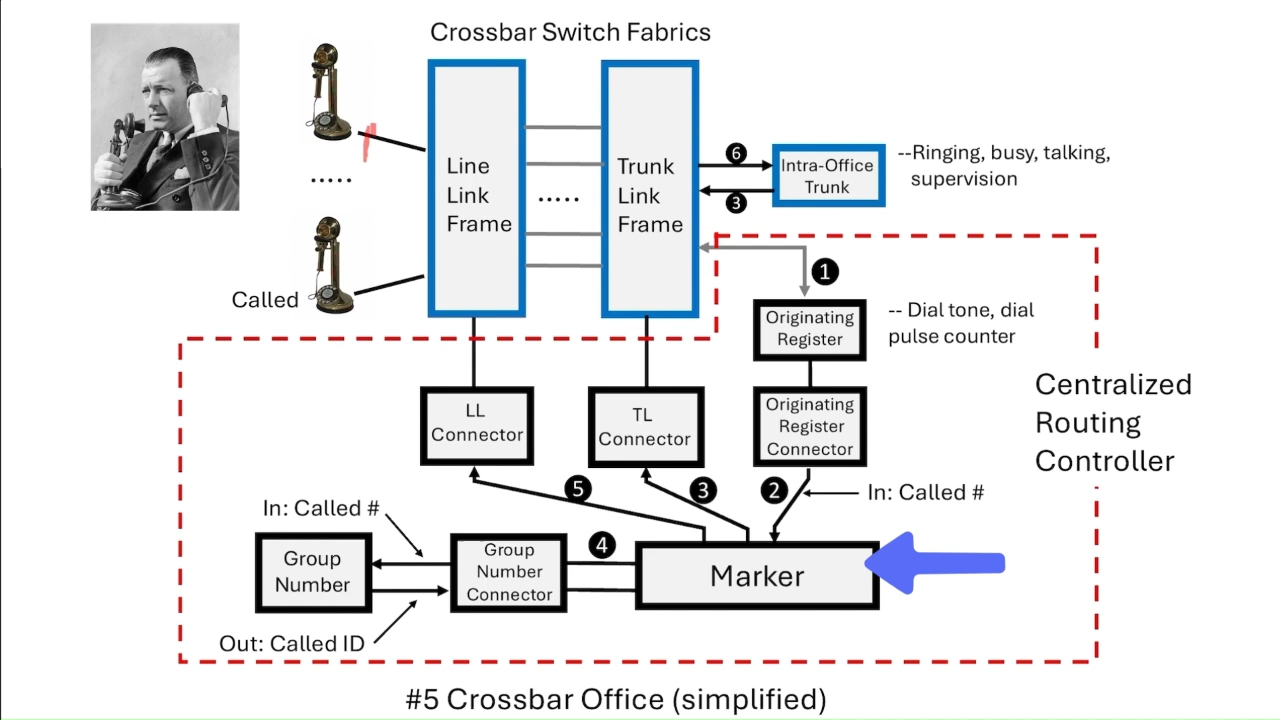 Crossbar Switch Fabrics
Line
Link
Frame
Trunk
Link
Frame
.....
.....
6
3
Intra-Office
Trunk
--Ringing, busy, talking,
supervision
Called
1
Originating
Register
-- Dial tone, dial
pulse counter
LL
Connector
TL
Connector
Originating
Register
Connector
Centralized
Routing
Controller
5
3
2
In: Called #
In: Called #
Group
Number
Group
Number
Connector
4
Marker
Out: Called ID
#5 Crossbar Office (simplified)